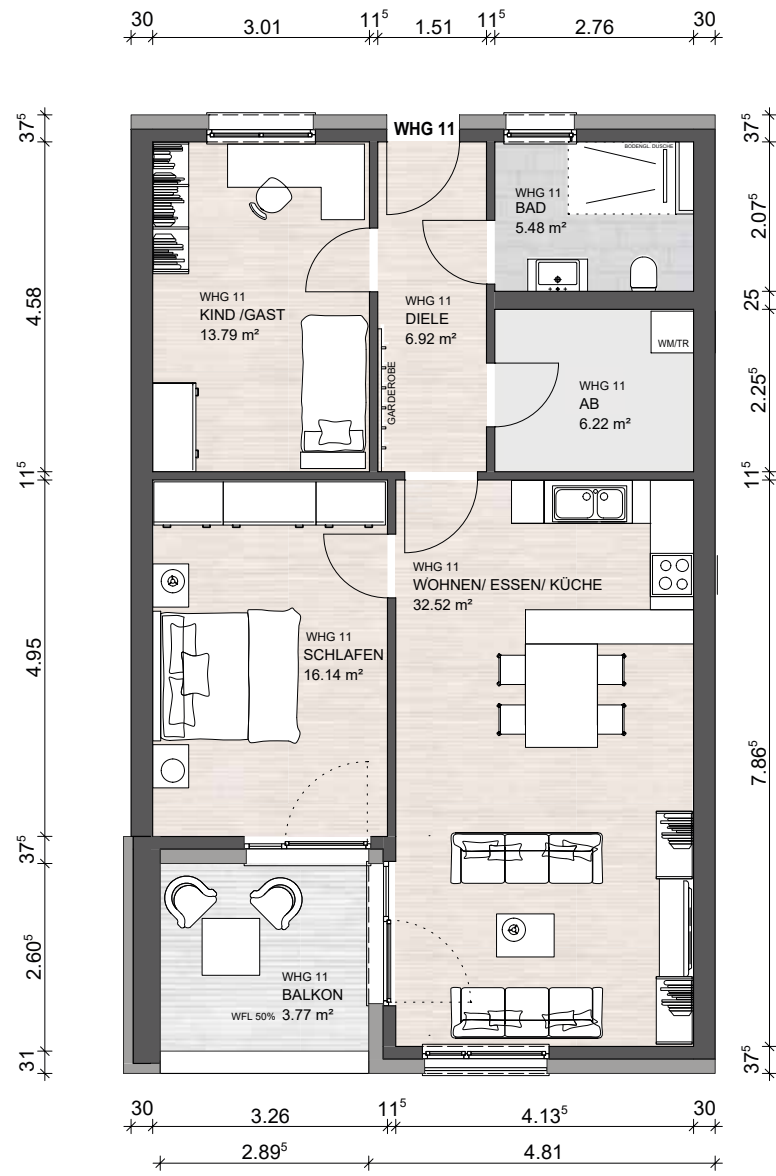 30 3.01 11⁵ 1.51 11⁵ 2.76 30
37⁵
4.58
11⁵
4.95
37⁵
2.60⁵
31
WHG 11
BODENGL. DUSCHE
WHG 11
BAD
5.48 m²
WHG 11
KIND /GAST
13.79 m²
WHG 11
DIELE
6.92 m²
GARDEROBE
WM/TR
WHG 11
AB
6.22 m²
WHG 11
WOHNEN/ ESSEN/ KÜCHE
32.52 m²
WHG 11
SCHLAFEN
16.14 m²
WHG 11
BALKON
WFL 50% 3.77 m²
37⁵
2.07⁵
25
2.25⁵
11⁵
7.86⁵
37⁵
30 3.26 11⁵ 4.13⁵ 30
2.89⁵ 4.81